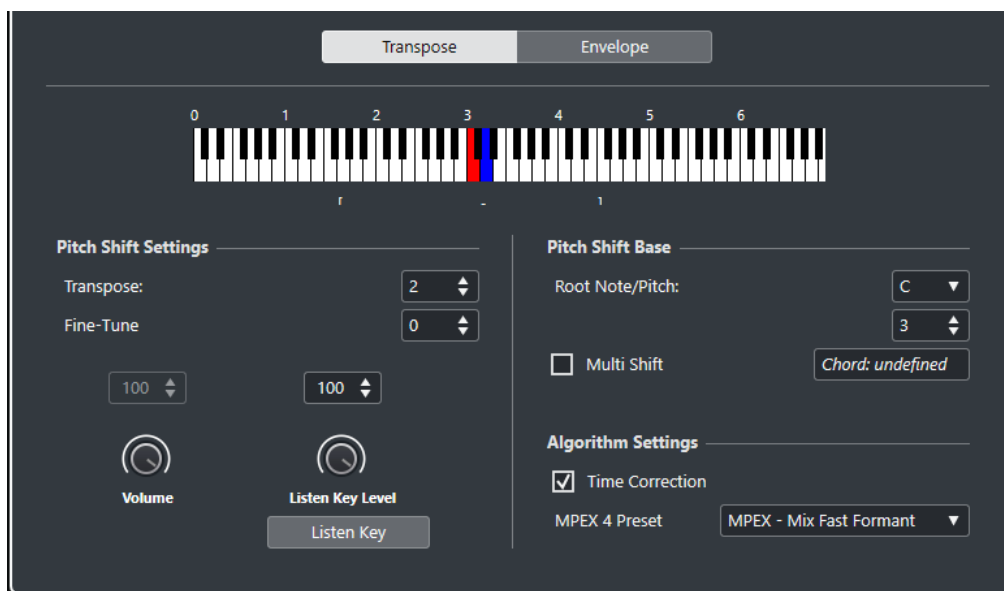 Transpose Envelope
0 1 2 3 4 5 6
Pitch Shift Settings Pitch Shift Base
Transpose: 2 Root Note/Pitch: C
Fine-Tune 0 3
Multi Shift Chord: undefined
100 100
Algorithm Settings
Time Correction
Volume Listen Key Level
MPEX 4 Preset MPEX - Mix Fast Formant
Listen Key